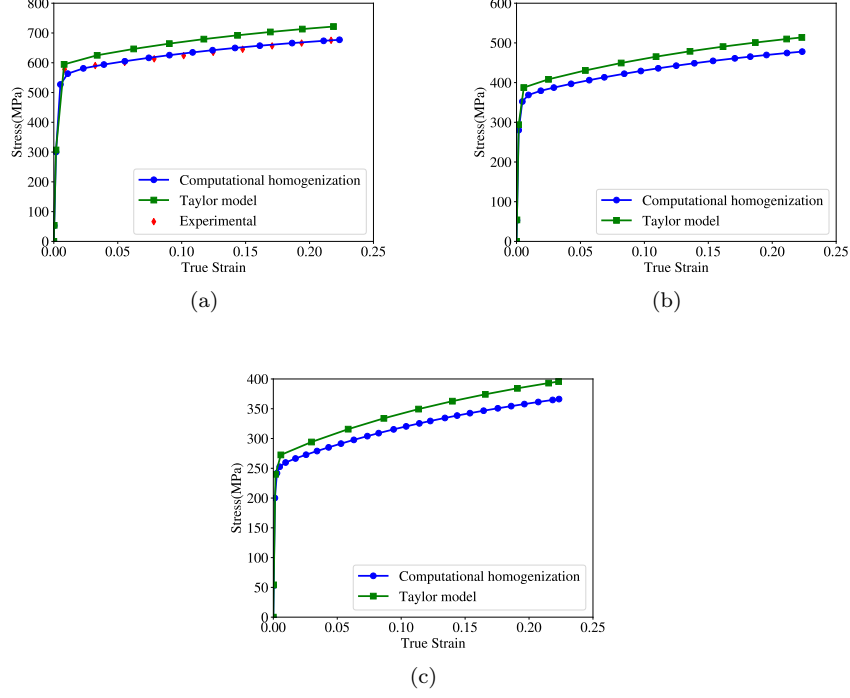 800
700
600
500
400
300
200
100
0
Stress(MPa)
0.00 0.05 0.10 0.15 0.20 0.25
True Strain
Computational homogenization
Taylor model
Experimental
(a)
600
500
400
300
200
100
0
Stress(MPa)
0.00 0.05 0.10 0.15 0.20 0.25
True Strain
Computational homogenization
Taylor model
(b)
400
350
300
250
200
150
100
50
0
Stress(MPa)
0.00 0.05 0.10 0.15 0.20 0.25
True Strain
Computational homogenization
Taylor model
(c)